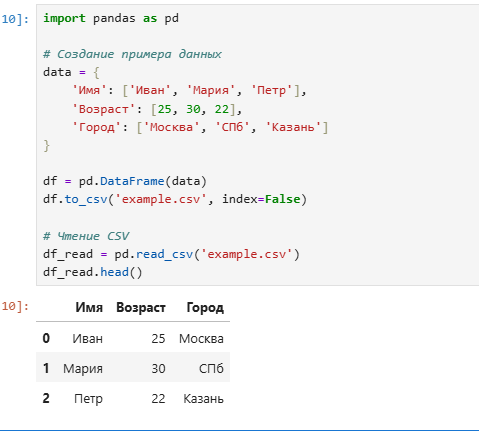 10]: import pandas as pd
# Создание примера данных
data = {
'Имя': ['Иван', 'Мария', 'Петр'],
'Возраст': [25, 30, 22],
'Город': ['Москва', 'СПб', 'Казань']
}
df = pd.DataFrame(data)
df.to_csv('example.csv', index=False)
# Чтение CSV
df_read = pd.read_csv('example.csv')
df_read.head()
10]: Имя Возраст Город
0 Иван 25 Москва
1 Мария 30 СПб
2 Петр 22 Казань